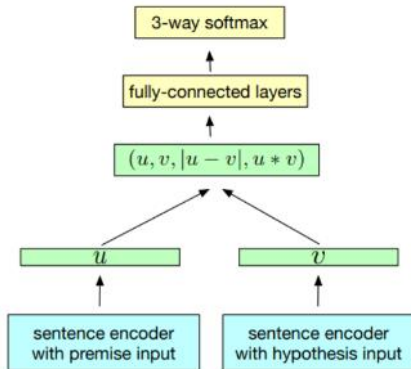 3-way softmax
fully-connected layers
(u, v, |u − v|, u * v)
u
v
sentence encoder
with premise input
sentence encoder
with hypothesis input